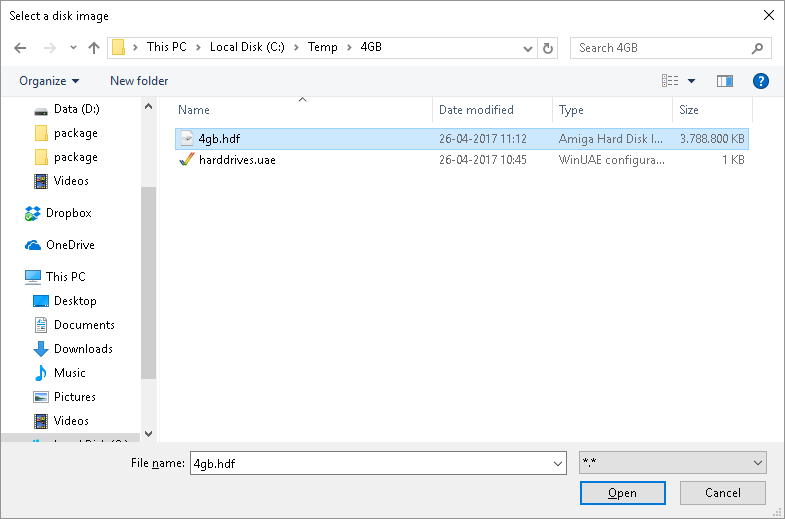 Select a disk image
This PC > Local Disk (C:) > Temp > 4GB
Search 4GB
Organize
New folder
Data (D:)
package
package
Videos
Dropbox
OneDrive
This PC
Desktop
Documents
Downloads
Music
Pictures
Videos
Name Date modified Type Size
4gb.hdf 26-04-2017 11:12 Amiga Hard Disk I... 3.788.800 KB
harddrives.uae 26-04-2017 10:45 WinUAE configura... 1 KB
File name: 4gb.hdf
*.*
Open
Cancel